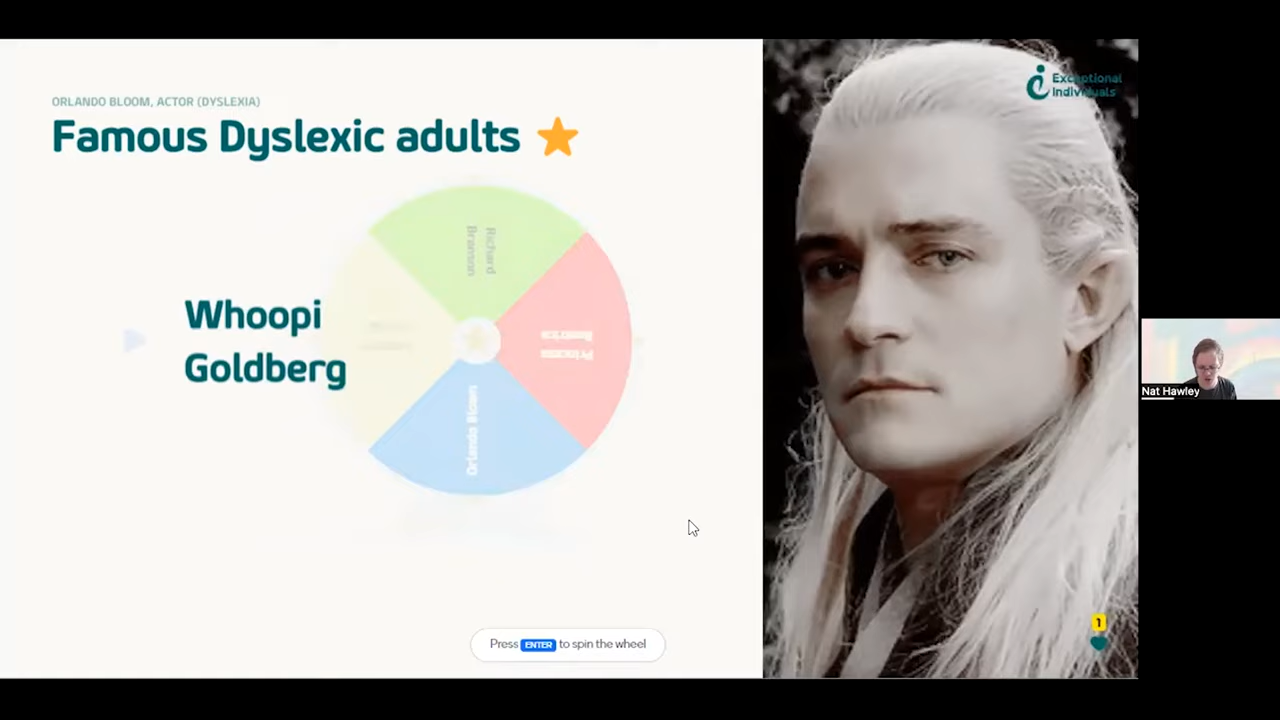 ORLANDO BLOOM, ACTOR (DYSLEXIA)
Famous Dyslexic adults
Exceptional
Individuals
Richard
Branson
Whoopi
Goldberg
Princess
Beatrice
Orlando Bloom
Nat Hawley
1
Press ENTER to spin the wheel